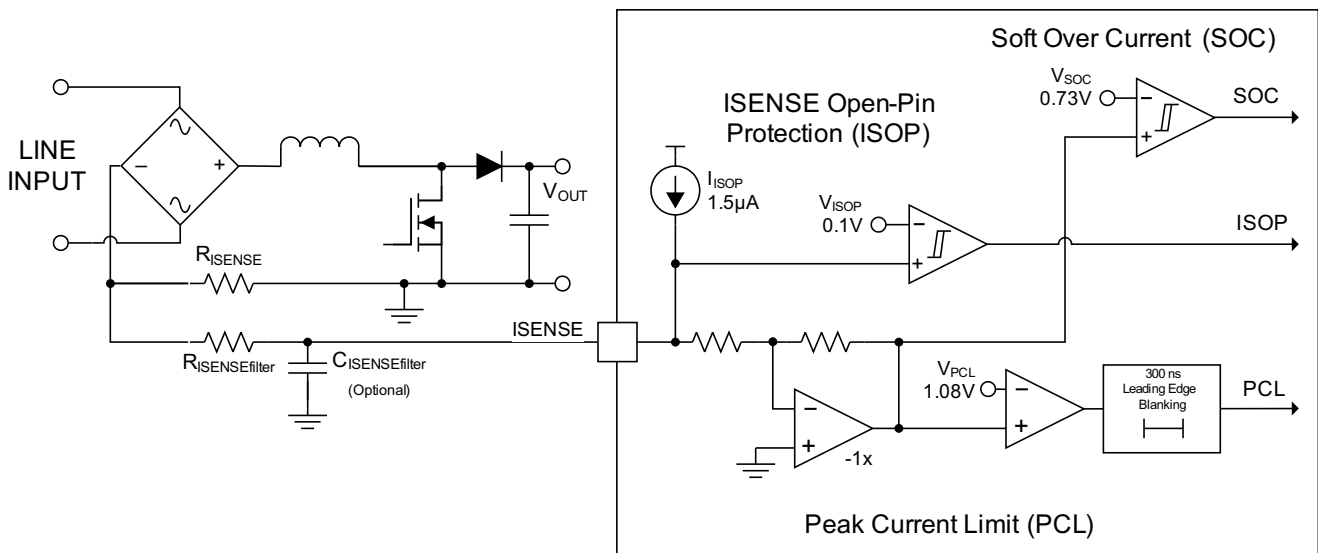 Soft Over Current (SOC)
V_SOC
0.73V
SOC
ISENSE Open-Pin
Protection (ISOP)
LINE
INPUT
V_OUT
I_ISOP
1.5µA
V_ISOP
0.1V
ISOP
R_ISENSE
ISENSE
R_ISENSEfilter
C_ISENSEfilter
(Optional)
V_PCL
1.08V
300 ns
Leading Edge
Blanking
PCL
-1x
Peak Current Limit (PCL)